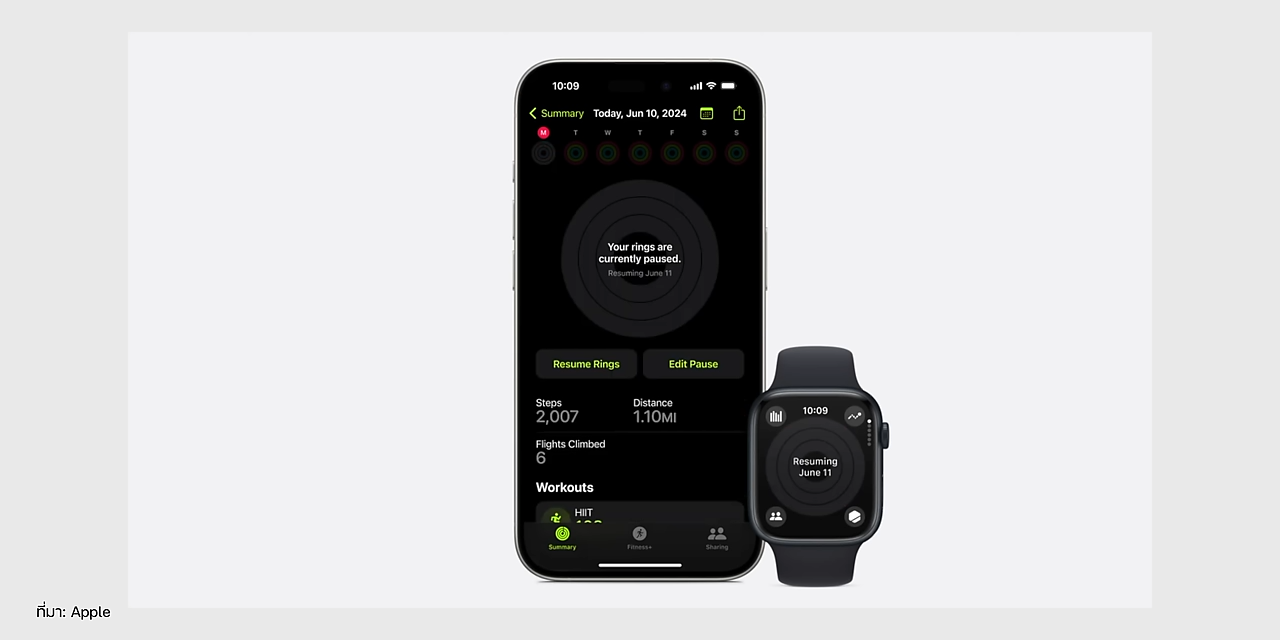 10:09
Summary Today, Jun 10, 2024
M T W T F S S
Your rings are
currently paused.
Resuming June 11
Resume Rings Edit Pause
Steps Distance
2,007 1.10MI
Flights Climbed
6
Workouts
HIIT
Summary Fitness+ Sharing
10:09
Resuming
June 11
ที่มา: Apple